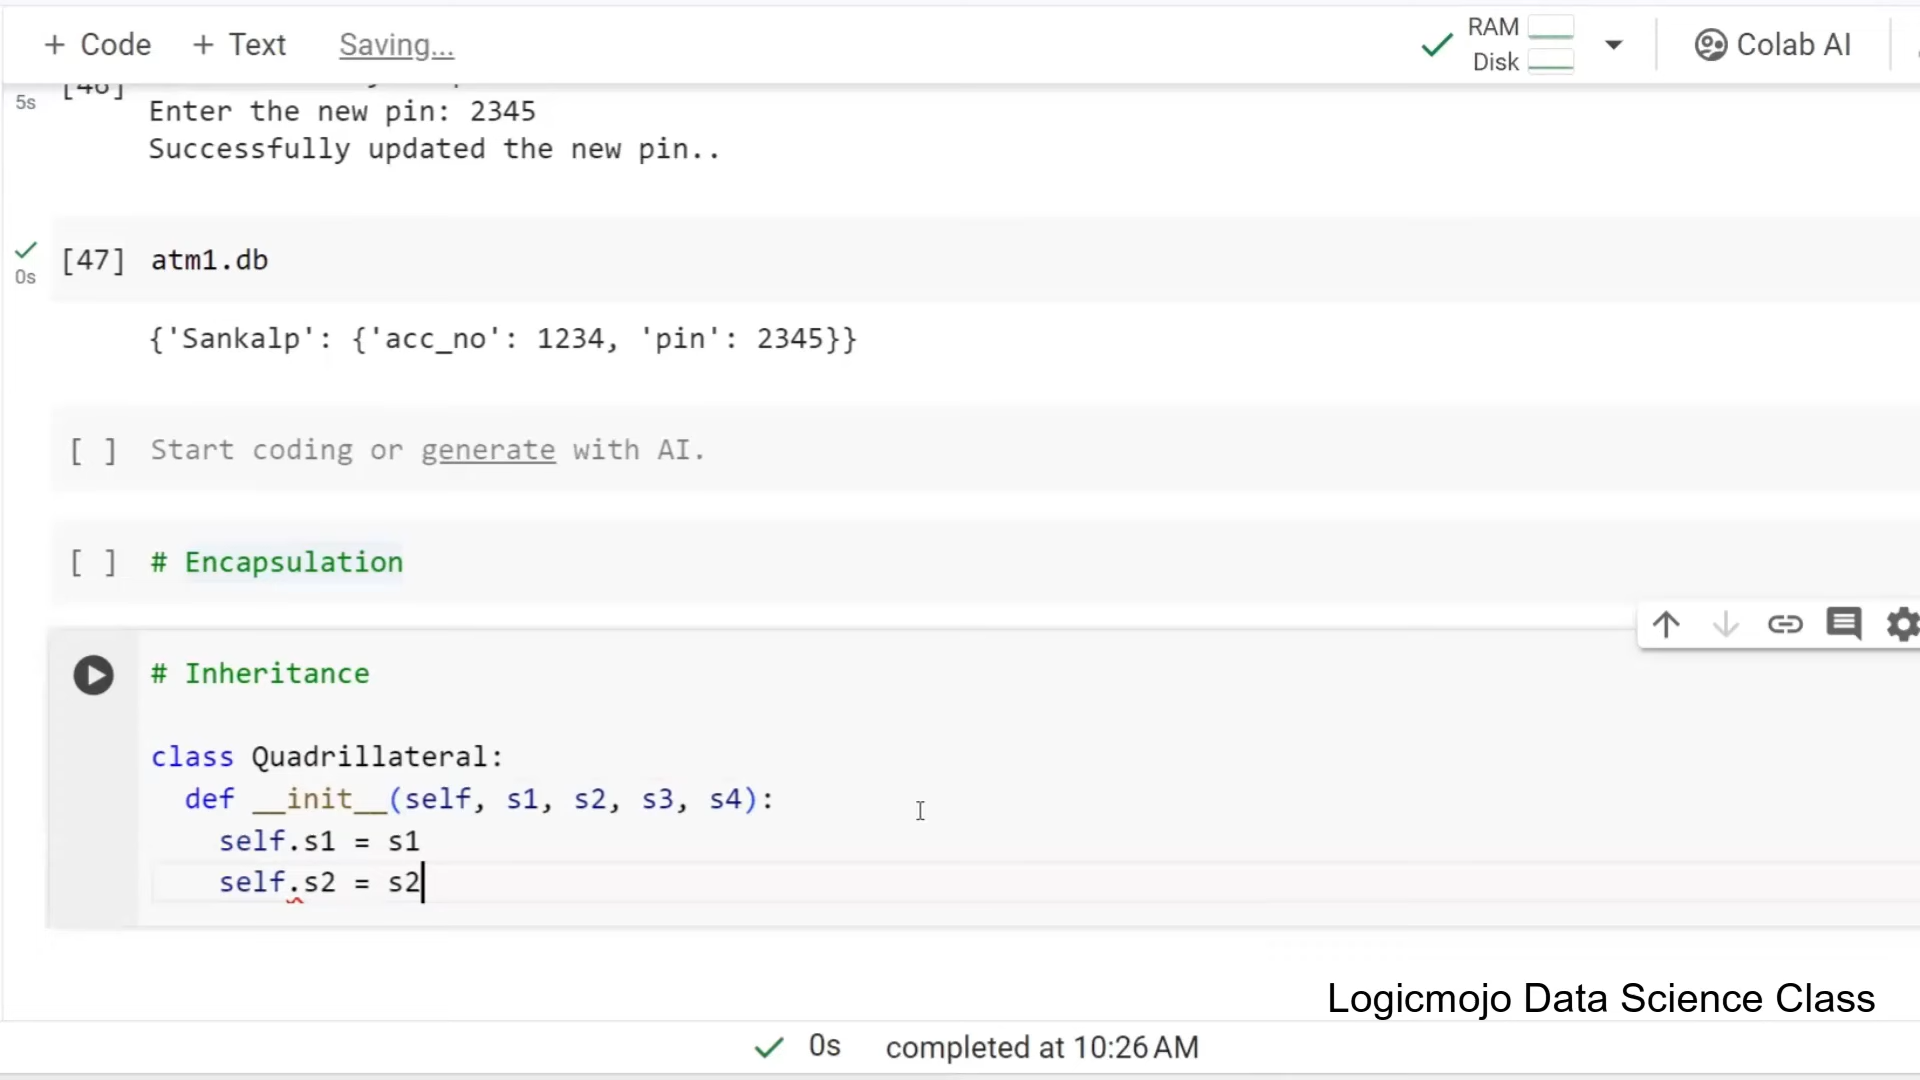 + Code + Text Saving... RAM Disk Colab AI
5s [46]
Enter the new pin: 2345
Successfully updated the new pin..
[47] atm1.db
0s
{'Sankalp': {'acc_no': 1234, 'pin': 2345}}
[ ] Start coding or generate with AI.
[ ] # Encapsulation
# Inheritance
class Quadrillateral:
def __init__(self, s1, s2, s3, s4):
self.s1 = s1
self.s2 = s2
Logicmojo Data Science Class
0s completed at 10:26 AM